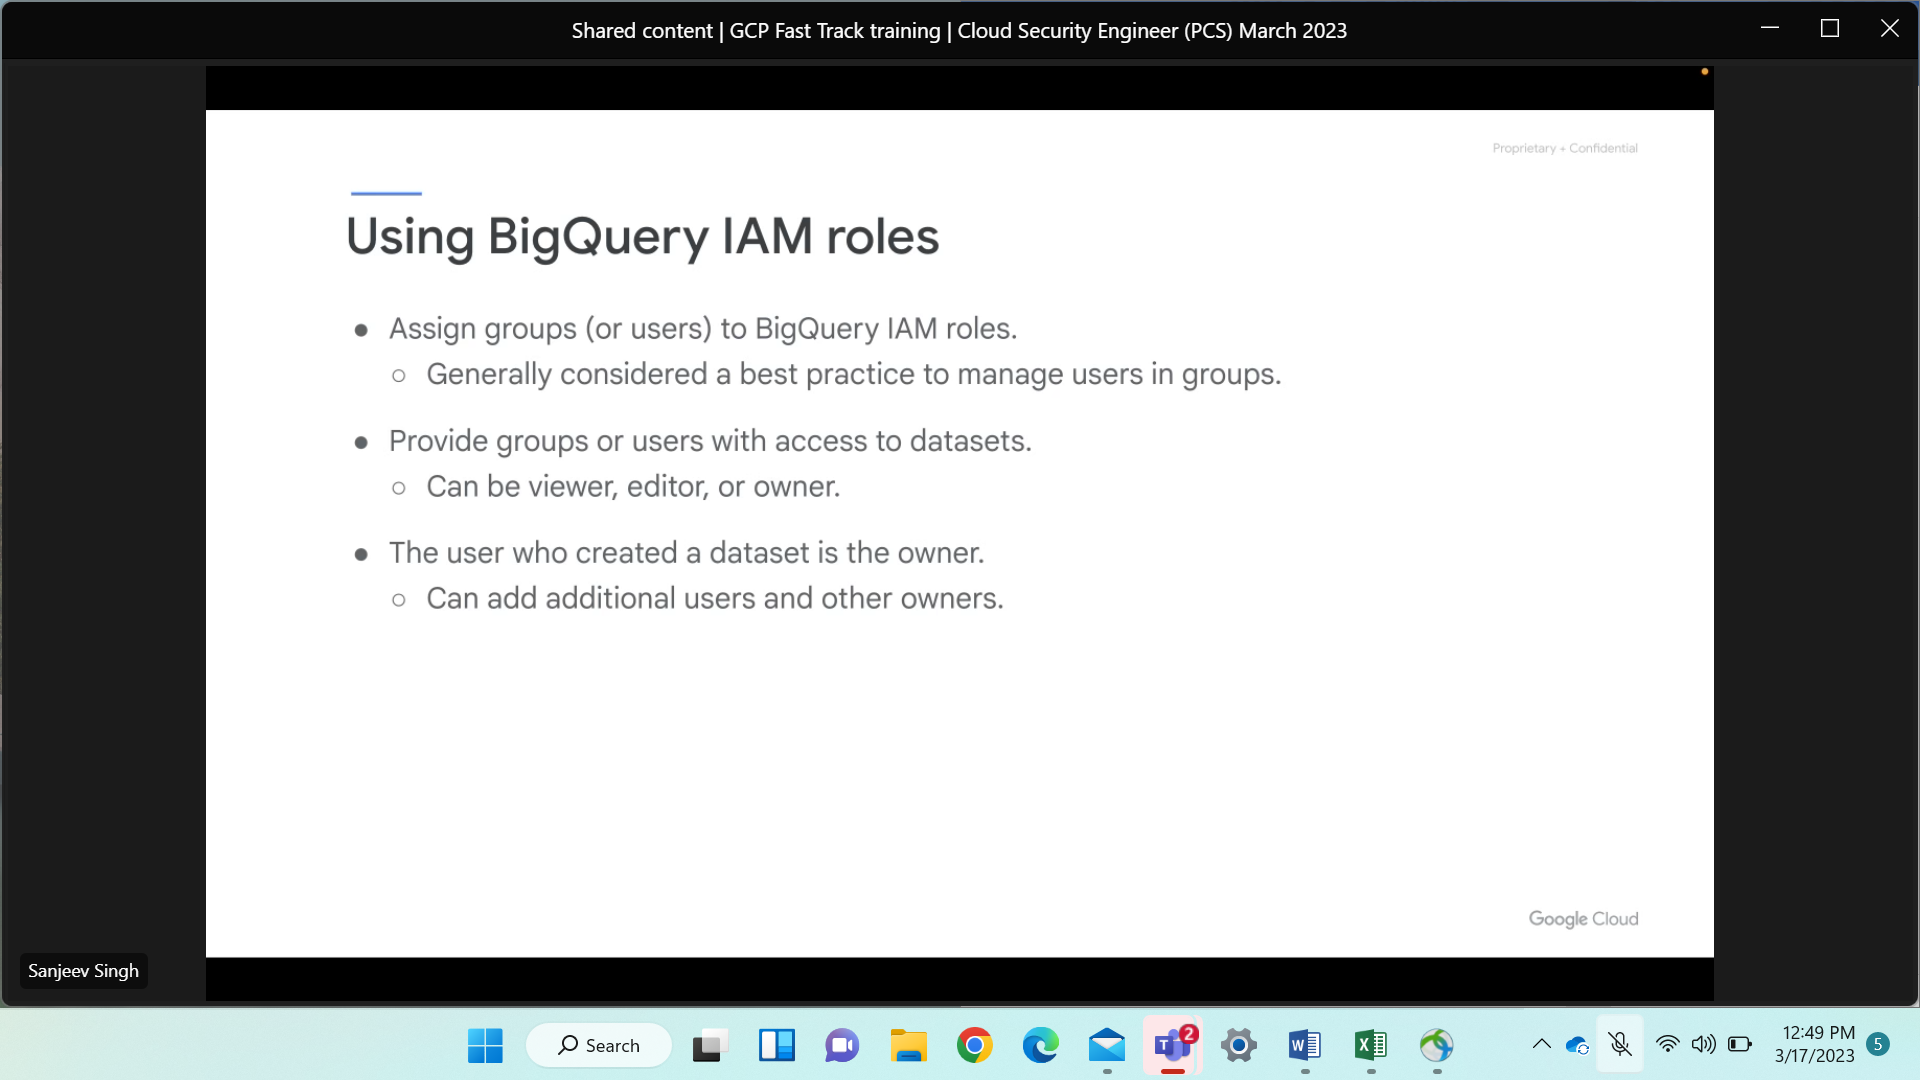 Shared content | GCP Fast Track training | Cloud Security Engineer (PCS) March 2023
Proprietary + Confidential
Using BigQuery IAM roles
● Assign groups (or users) to BigQuery IAM roles.
○ Generally considered a best practice to manage users in groups.
● Provide groups or users with access to datasets.
○ Can be viewer, editor, or owner.
● The user who created a dataset is the owner.
○ Can add additional users and other owners.
Google Cloud
Sanjeev Singh
Search
T
2
W
X
12:49 PM
3/17/2023
5